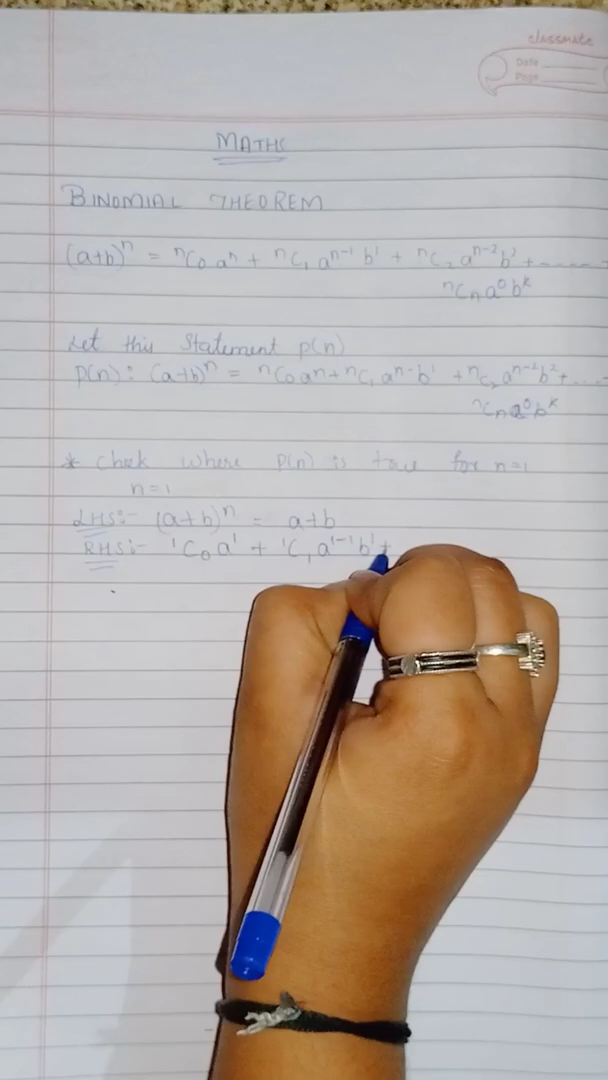 classmate
Date
Page
MATHS
BINOMIAL THEOREM
(a+b)ⁿ = ⁿC₀ aⁿ + ⁿC₁ aⁿ⁻¹ b¹ + ⁿC₂ aⁿ⁻² b² + ......
ⁿCₙ a⁰ bᵏ
Let this Statement p(n)
p(n) : (a+b)ⁿ = ⁿC₀ aⁿ + ⁿC₁ aⁿ⁻¹ b¹ + ⁿC₂ aⁿ⁻² b² + ....
ⁿCₙ a⁰ bᵏ
* Check where p(n) is true for n=1
n=1
LHS:- (a+b)ⁿ = a+b
RHS:- ¹C₀ a¹ + ¹C₁ a¹⁻¹ b¹ +